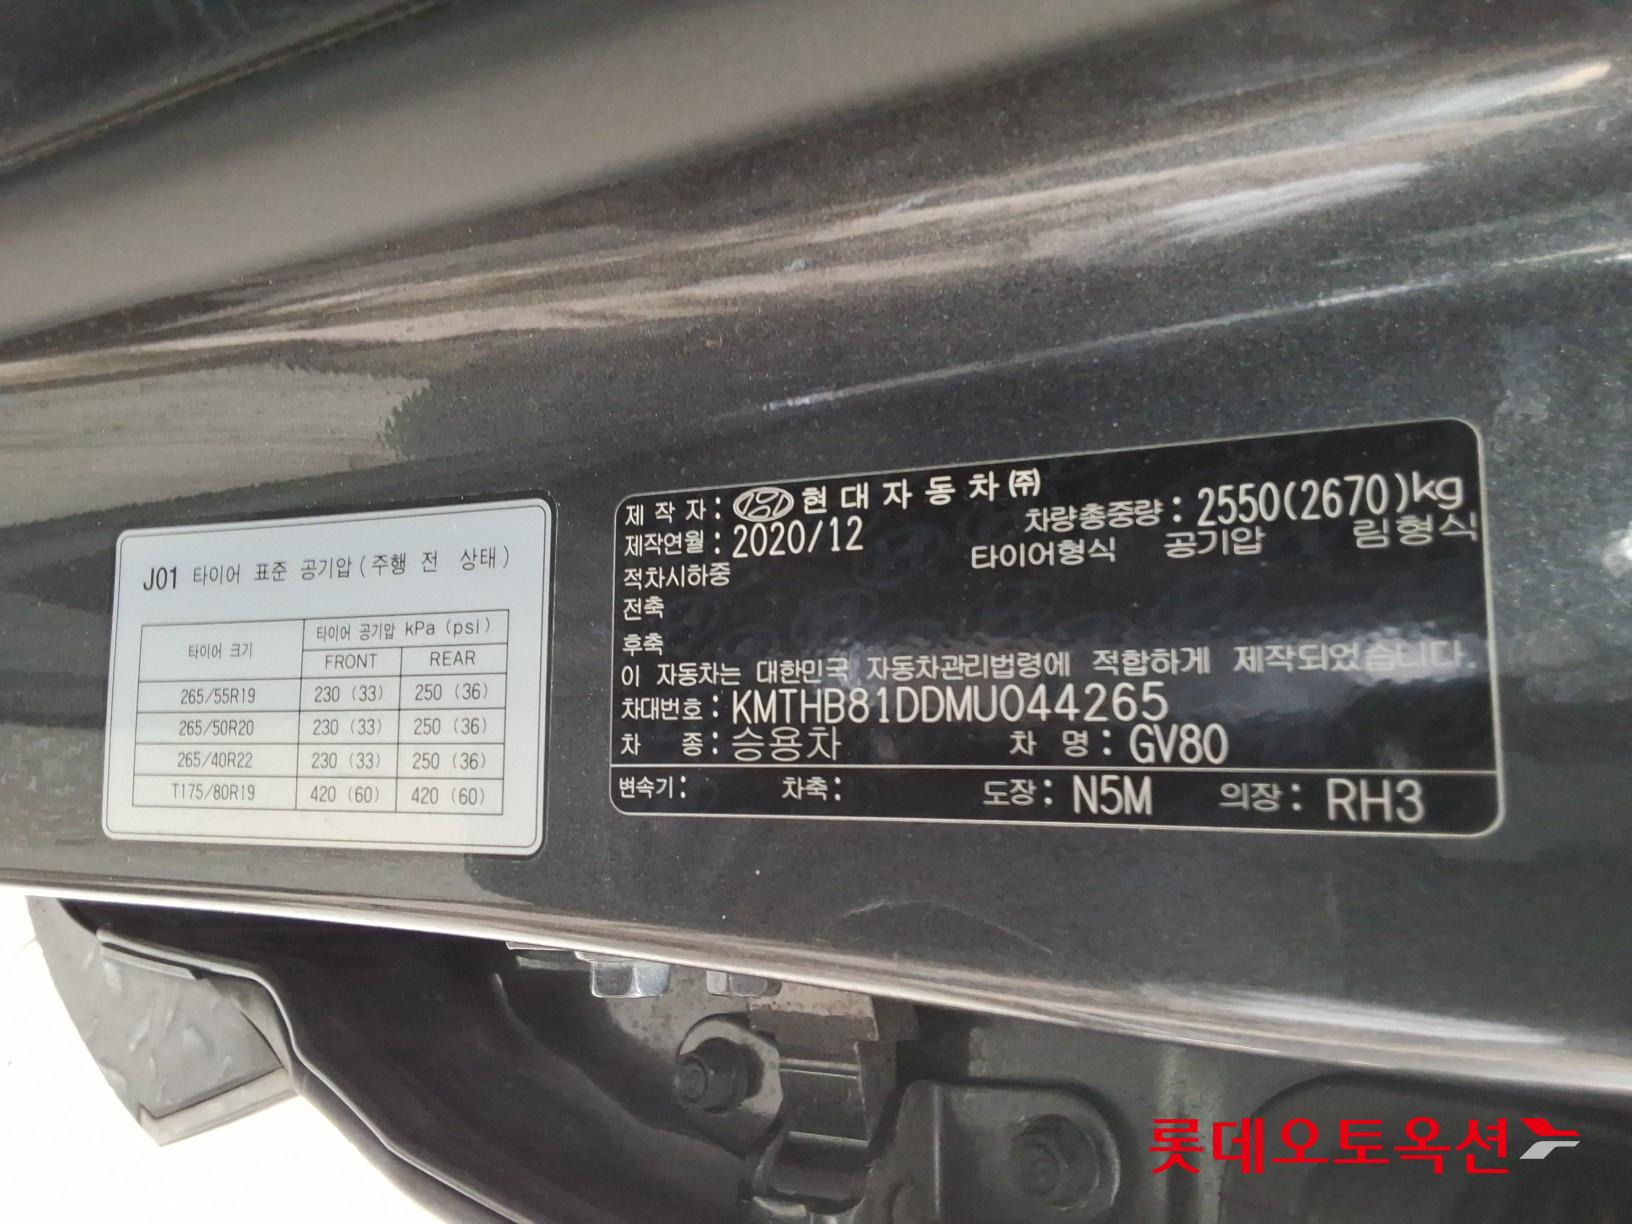 J01 타이어 표준 공기압(주행 전 상태)
타이어 크기 타이어 공기압 kPa (psi)
FRONT REAR
265/55R19 230 (33) 250 (36)
265/50R20 230 (33) 250 (36)
265/40R22 230 (33) 250 (36)
T175/80R19 420 (60) 420 (60)
제작자: 현대자동차㈜
제작연월: 2020/12 차량총중량: 2550(2670)kg
적차시하중 타이어형식 공기압 림형식
전축
후축
이 자동차는 대한민국 자동차관리법령에 적합하게 제작되었습니다.
차대번호: KMTHB81DDMU044265
차 종: 승용차 차 명: GV80
변속기: 차축: 도장: N5M 의장: RH3
롯데오토옥션